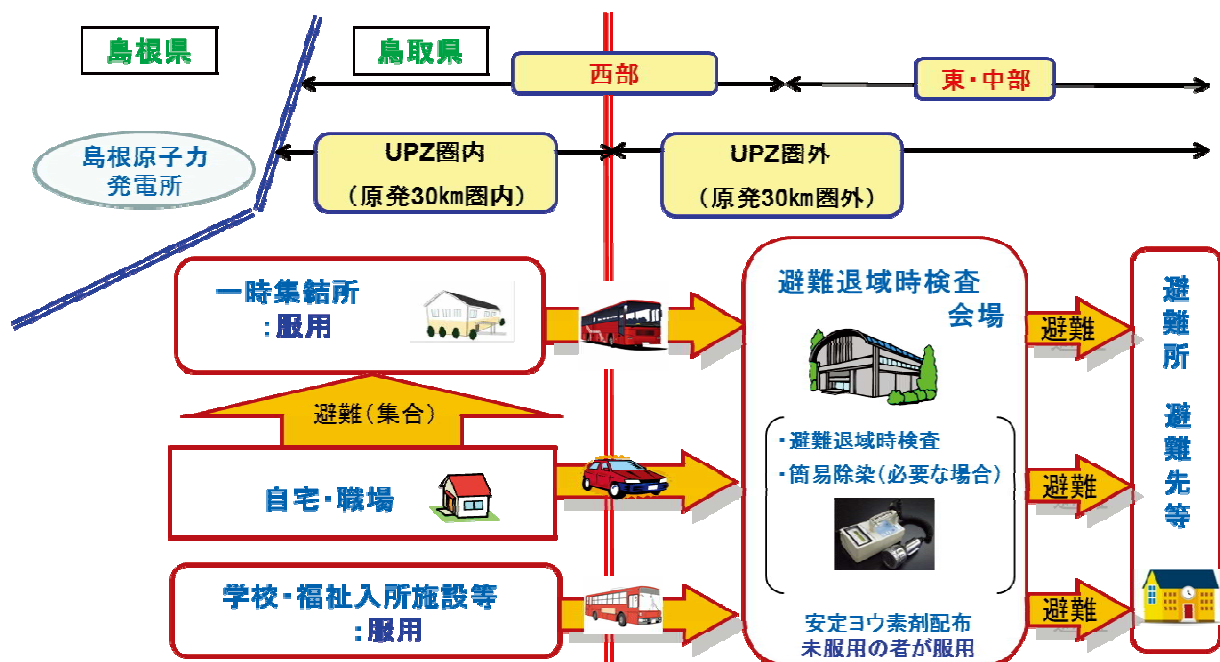 島根県
鳥取県
西部
東・中部
島根原子力
発電所
UPZ圏内
（原発30km圏内）
UPZ圏外
（原発30km圏外）
一時集結所
：服用
避難（集合）
自宅・職場
学校・福祉入所施設等
：服用
避難退域時検査
会場
・避難退域時検査
・簡易除染（必要な場合）
安定ヨウ素剤配布
未服用の者が服用
避難
避難
避難
避難所
避難先等